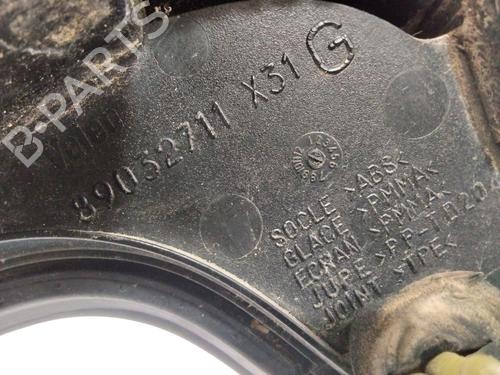 B-PARTS
Valeo
89032711 X31 G
SOCLE >ABS<
GLACE >PMMA<
ECRAN >PMMA<
JUPE >PP-TD20
JOINT >TPE<